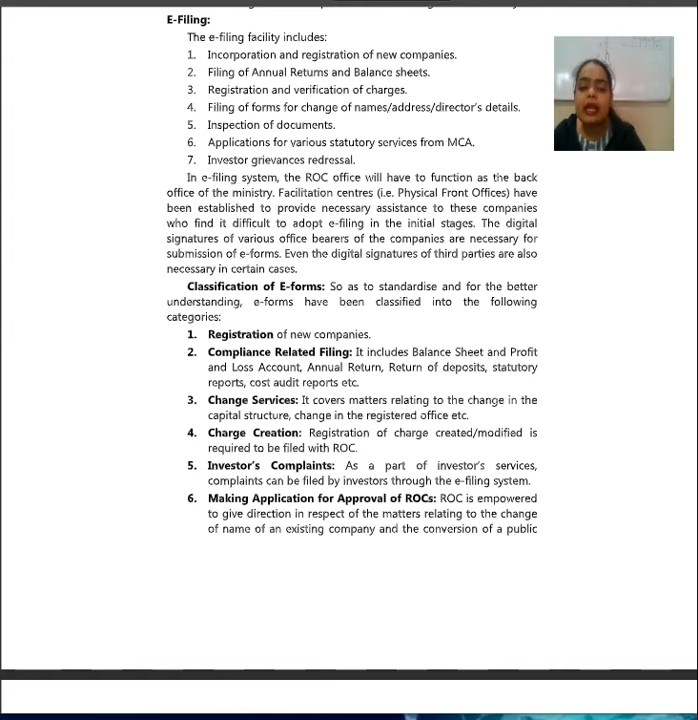 E-Filing:
The e-filing facility includes:
1. Incorporation and registration of new companies.
2. Filing of Annual Returns and Balance sheets.
3. Registration and verification of charges.
4. Filing of forms for change of names/address/director's details.
5. Inspection of documents.
6. Applications for various statutory services from MCA.
7. Investor grievances redressal.
In e-filing system, the ROC office will have to function as the back
office of the ministry. Facilitation centres (i.e. Physical Front Offices) have
been established to provide necessary assistance to these companies
who find it difficult to adopt e-filing in the initial stages. The digital
signatures of various office bearers of the companies are necessary for
submission of e-forms. Even the digital signatures of third parties are also
necessary in certain cases.
Classification of E-forms: So as to standardise and for the better
understanding, e-forms have been classified into the following
categories:
1. Registration of new companies.
2. Compliance Related Filing: It includes Balance Sheet and Profit
and Loss Account, Annual Return, Return of deposits, statutory
reports, cost audit reports etc.
3. Change Services: It covers matters relating to the change in the
capital structure, change in the registered office etc.
4. Charge Creation: Registration of charge created/modified is
required to be filed with ROC.
5. Investor's Complaints: As a part of investor's services,
complaints can be filed by investors through the e-filing system.
6. Making Application for Approval of ROCs: ROC is empowered
to give direction in respect of the matters relating to the change
of name of an existing company and the conversion of a public